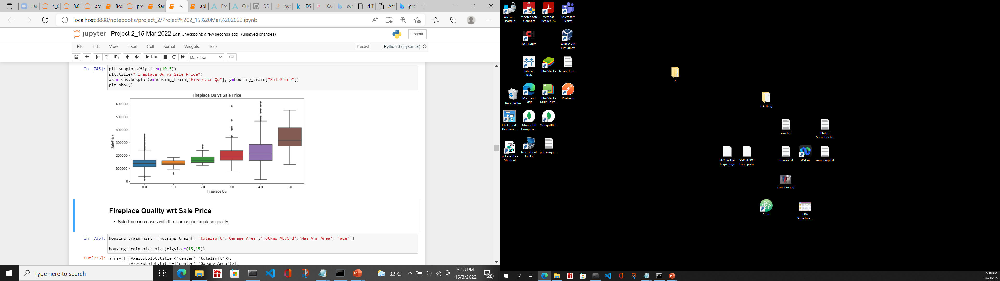 Lau
4_0
3.0
pro
Box
pro
Sar
api
Fre
Cus
DSI
pyt
DSI
Kw
cvs
4 T
Am
grc
localhost:8888/notebooks/project_2/Project%202_15%20Mar%202022.ipynb
jupyter Project 2_15 Mar 2022 Last Checkpoint: a few seconds ago (unsaved changes)
Logout
File Edit View Insert Cell Kernel Widgets Help
Trusted
Python 3 (ipykernel)
Run
Markdown
In [745]: plt.subplots(figsize=(10,5))
plt.title("Fireplace Qu vs Sale Price")
ax = sns.boxplot(x=housing_train["Fireplace Qu"], y=housing_train["SalePrice"])
plt.show()
Fireplace Qu vs Sale Price
600000
500000
400000
300000
200000
100000
0
SalePrice
0.0 1.0 2.0 3.0 4.0 5.0
Fireplace Qu
Fireplace Quality wrt Sale Price
• Sale Price increases with the increase in fireplace quality.
In [735]: housing_train_hist = housing_train[[ 'totalsqft','Garage Area','TotRms AbvGrd','Mas Vnr Area', 'age']]
housing_train_hist.hist(figsize=(15,15))
Out[735]: array([[<AxesSubplot:title={'center':'totalsqft'}>,
<AxesSubplot:title={'center':'Garage Area'}>],
Type here to search
32°C
5:18 PM
16/3/2022
20
OS (C) -
Shortcut
McAfee Safe
Connect
Acrobat
Reader DC
Microsoft
Teams
NCH Suite
Oracle VM
VirtualBox
Tableau
2018.2
BlueStacks
tensorflow....
Recycle Bin
Microsoft
Edge
BlueStacks
Multi-Insta...
Postman
ClickCharts
Diagram ...
MongoDB
Compass ...
MongoDBC...
octave.vbs -
Shortcut
Nexus Root
Toolkit
portswigge...
S
GA-Blog
aws.txt
Philips
Securities.txt
SGX Twitter
Logo.pngx
SGX SGXV3
Logo.pngx
junwen.txt
Webex
sembcorp.txt
coridoor.jpg
Atom
LTW
Schedule....
5:18 PM
16/3/2022